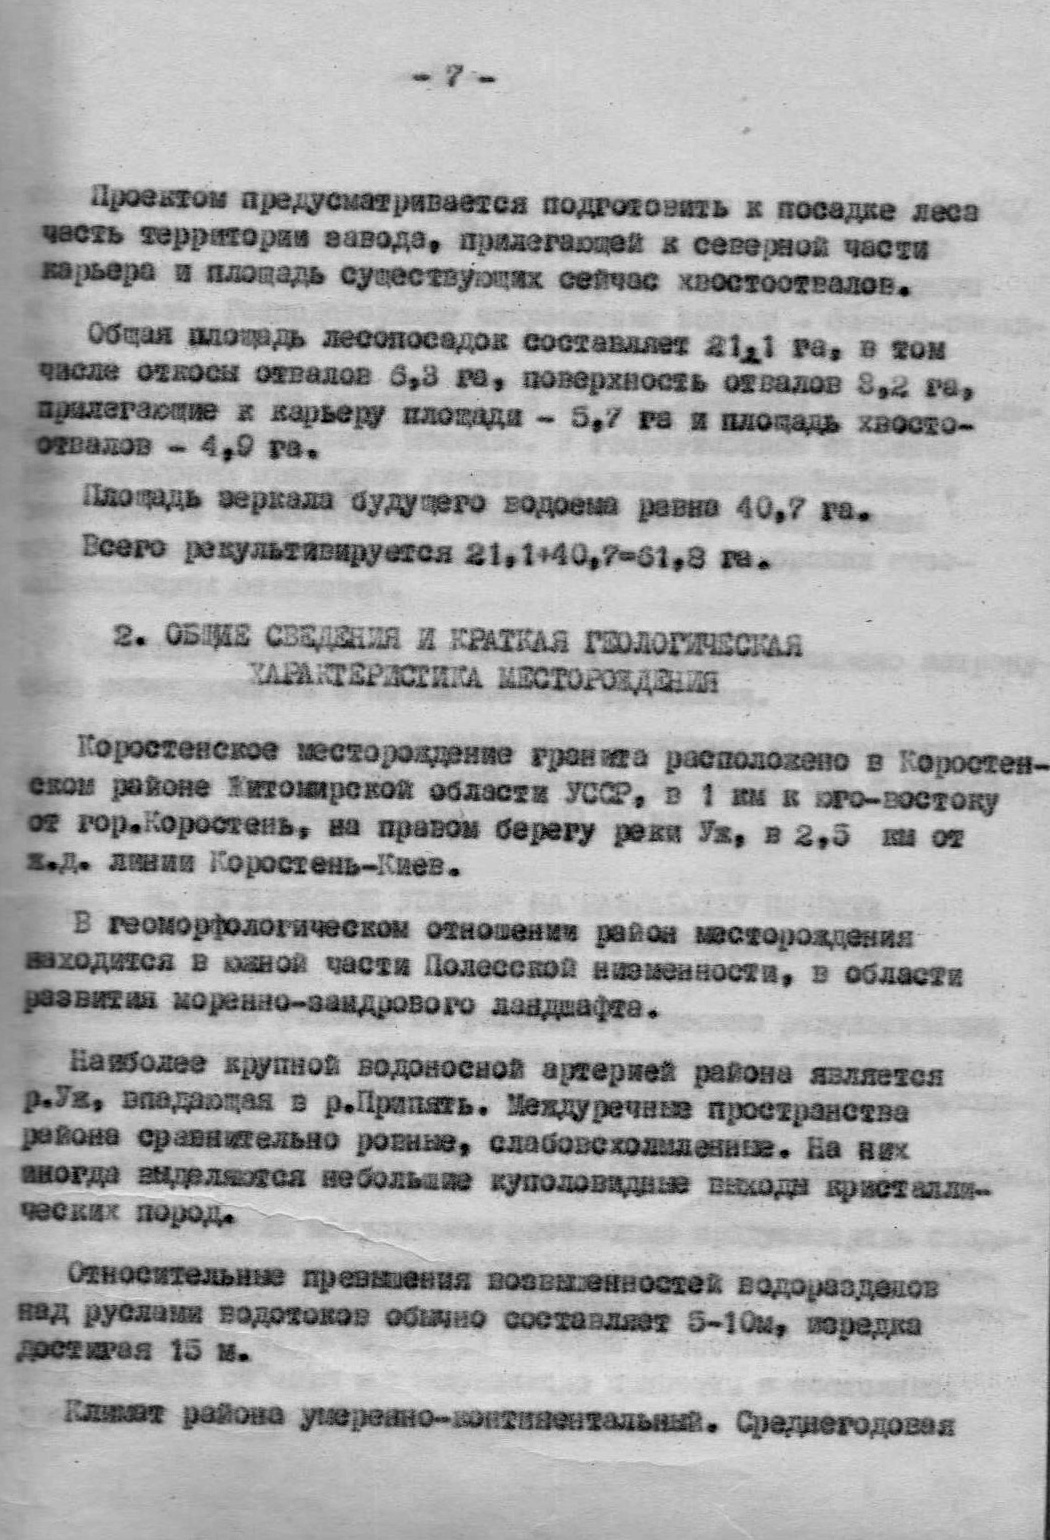 - 7 -
Проектом предусматривается подготовить к посадке леса
часть территории завода, прилегающей к северной части
карьера и площадь существующих сейчас хвостоотвалов.
Общая площадь лесопосадок составляет 21,1 га, в том
числе откосы отвалов 6,3 га, поверхность отвалов 3,2 га,
прилегающие к карьеру площади - 5,7 га и площадь хвосто-
отвалов - 4,9 га.
Площадь зеркала будущего водоема равна 40,7 га.
Всего рекультивируется 21,1+40,7=61,8 га.
2. ОБЩИЕ СВЕДЕНИЯ И КРАТКАЯ ГЕОЛОГИЧЕСКАЯ
ХАРАКТЕРИСТИКА МЕСТОРОЖДЕНИЯ
Коростенское месторождение гранита расположено в Коростен-
ском районе Житомирской области УССР, в 1 км к юго-востоку
от гор.Коростень, на правом берегу реки Уж, в 2,5 км от
ж.д. линии Коростень-Киев.
В геоморфологическом отношении район месторождения
находится в южной части Полесской низменности, в области
развития моренно-зандрового ландшафта.
Наиболее крупной водоносной артерией района является
р.Уж, впадающая в р.Припять. Междуречные пространства
района сравнительно ровные, слабовсхолмленные. На них
иногда выделяются небольшие куполовидные выходы кристалли-
ческих пород.
Относительные превышения возвышенностей водоразделов
над руслами водотоков обычно составляет 5-10м, изредка
достигая 15 м.
Климат района умеренно-континентальный. Среднегодовая